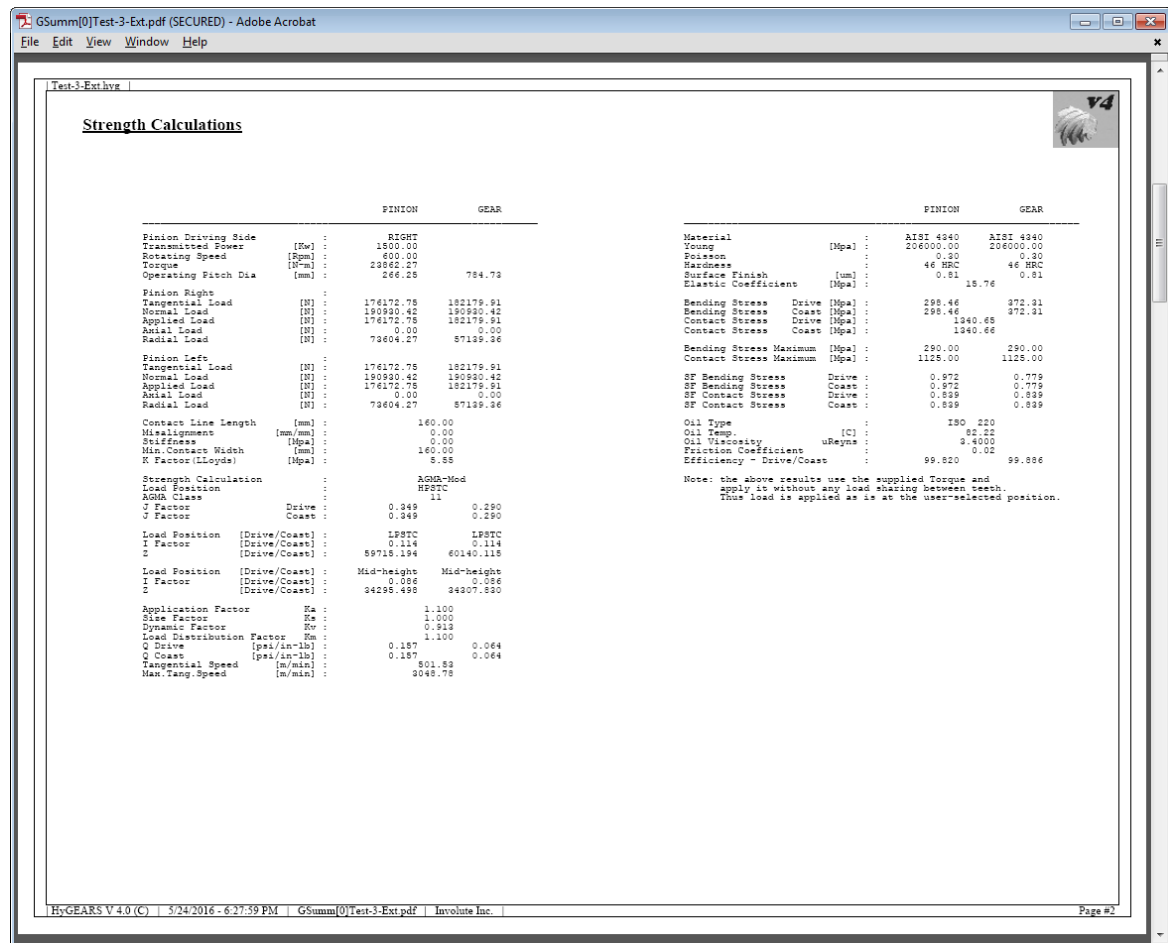 GSumm[0]Test-3-Ext.pdf (SECURED) - Adobe Acrobat
File Edit View Window Help
Test-3-Ext.hyg
V4
Strength Calculations
PINION GEAR
Pinion Driving Side : RIGHT
Transmitted Power [Kw] : 1500.00
Rotating Speed [Rpm] : 600.00
Torque [N-m] : 23862.27
Operating Pitch Dia [mm] : 266.25 784.73
Pinion Right :
Tangential Load [N] : 176172.75 182179.91
Normal Load [N] : 190930.42 190930.42
Applied Load [N] : 176172.75 182179.91
Axial Load [N] : 0.00 0.00
Radial Load [N] : 73604.27 57139.36
Pinion Left :
Tangential Load [N] : 176172.75 182179.91
Normal Load [N] : 190930.42 190930.42
Applied Load [N] : 176172.75 182179.91
Axial Load [N] : 0.00 0.00
Radial Load [N] : 73604.27 57139.36
Contact Line Length [mm] : 160.00
Misalignment [mm/mm] : 0.00
Stiffness [Mpa] : 0.00
Min.Contact Width [mm] : 160.00
K Factor(LLoyds) [Mpa] : 5.55
Strength Calculation : AGMA-Mod
Load Position : HPSTC
AGMA Class : 11
J Factor Drive : 0.349 0.290
J Factor Coast : 0.349 0.290
Load Position [Drive/Coast] : LPSTC LPSTC
I Factor [Drive/Coast] : 0.114 0.114
Z [Drive/Coast] : 59715.194 60140.115
Load Position [Drive/Coast] : Mid-height Mid-height
I Factor [Drive/Coast] : 0.086 0.086
Z [Drive/Coast] : 34295.498 34307.830
Application Factor Ka : 1.100
Size Factor Ks : 1.000
Dynamic Factor Kv : 0.913
Load Distribution Factor Km : 1.100
Q Drive [psi/in-lb] : 0.157 0.064
Q Coast [psi/in-lb] : 0.157 0.064
Tangential Speed [m/min] : 501.53
Max.Tang.Speed [m/min] : 3048.78
PINION GEAR
Material : AISI 4340 AISI 4340
Young [Mpa] : 206000.00 206000.00
Poisson : 0.30 0.30
Hardness : 46 HRC 46 HRC
Surface Finish [um] : 0.81 0.81
Elastic Coefficient [Mpa] : 15.76
Bending Stress Drive [Mpa] : 298.46 372.31
Bending Stress Coast [Mpa] : 298.46 372.31
Contact Stress Drive [Mpa] : 1340.65
Contact Stress Coast [Mpa] : 1340.66
Bending Stress Maximum [Mpa] : 290.00 290.00
Contact Stress Maximum [Mpa] : 1125.00 1125.00
SF Bending Stress Drive : 0.972 0.779
SF Bending Stress Coast : 0.972 0.779
SF Contact Stress Drive : 0.839 0.839
SF Contact Stress Coast : 0.839 0.839
Oil Type : ISO 220
Oil Temp. [C] : 82.22
Oil Viscosity uReyns : 3.4000
Friction Coefficient : 0.02
Efficiency - Drive/Coast : 99.820 99.886
Note: the above results use the supplied Torque and
apply it without any load sharing between teeth.
Thus load is applied as is at the user-selected position.
HyGEARS V 4.0 (C) | 5/24/2016 - 6:27:59 PM | GSumm[0]Test-3-Ext.pdf | Involute Inc. |
Page #2